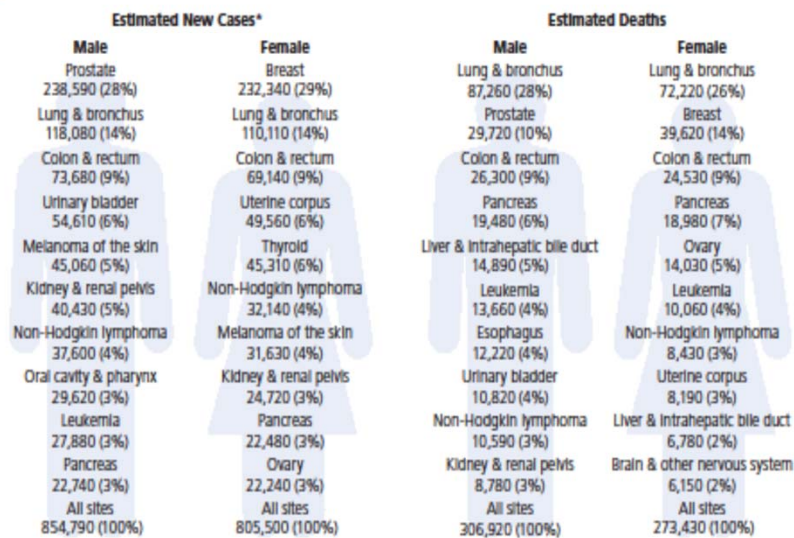 Estimated New Cases*
Male
Prostate
238,590 (28%)
Lung & bronchus
118,080 (14%)
Colon & rectum
73,680 (9%)
Urinary bladder
54,610 (6%)
Melanoma of the skin
45,060 (5%)
Kidney & renal pelvis
40,430 (5%)
Non-Hodgkin lymphoma
37,600 (4%)
Oral cavity & pharynx
29,620 (3%)
Leukemia
27,880 (3%)
Pancreas
22,740 (3%)
All sites
854,790 (100%)
Female
Breast
232,340 (29%)
Lung & bronchus
110,110 (14%)
Colon & rectum
69,140 (9%)
Uterine corpus
49,560 (6%)
Thyroid
45,310 (6%)
Non-Hodgkin lymphoma
32,140 (4%)
Melanoma of the skin
31,630 (4%)
Kidney & renal pelvis
24,720 (3%)
Pancreas
22,480 (3%)
Ovary
22,240 (3%)
All sites
805,500 (100%)
Estimated Deaths
Male
Lung & bronchus
87,260 (28%)
Prostate
29,720 (10%)
Colon & rectum
26,300 (9%)
Pancreas
19,480 (6%)
Liver & intrahepatic bile duct
14,890 (5%)
Leukemia
13,660 (4%)
Esophagus
12,220 (4%)
Urinary bladder
10,820 (4%)
Non-Hodgkin lymphoma
10,590 (3%)
Kidney & renal pelvis
8,780 (3%)
All sites
306,920 (100%)
Female
Lung & bronchus
72,220 (26%)
Breast
39,620 (14%)
Colon & rectum
24,530 (9%)
Pancreas
18,980 (7%)
Ovary
14,030 (5%)
Leukemia
10,060 (4%)
Non-Hodgkin lymphoma
8,430 (3%)
Uterine corpus
8,190 (3%)
Liver & intrahepatic bile duct
6,780 (2%)
Brain & other nervous system
6,150 (2%)
All sites
273,430 (100%)